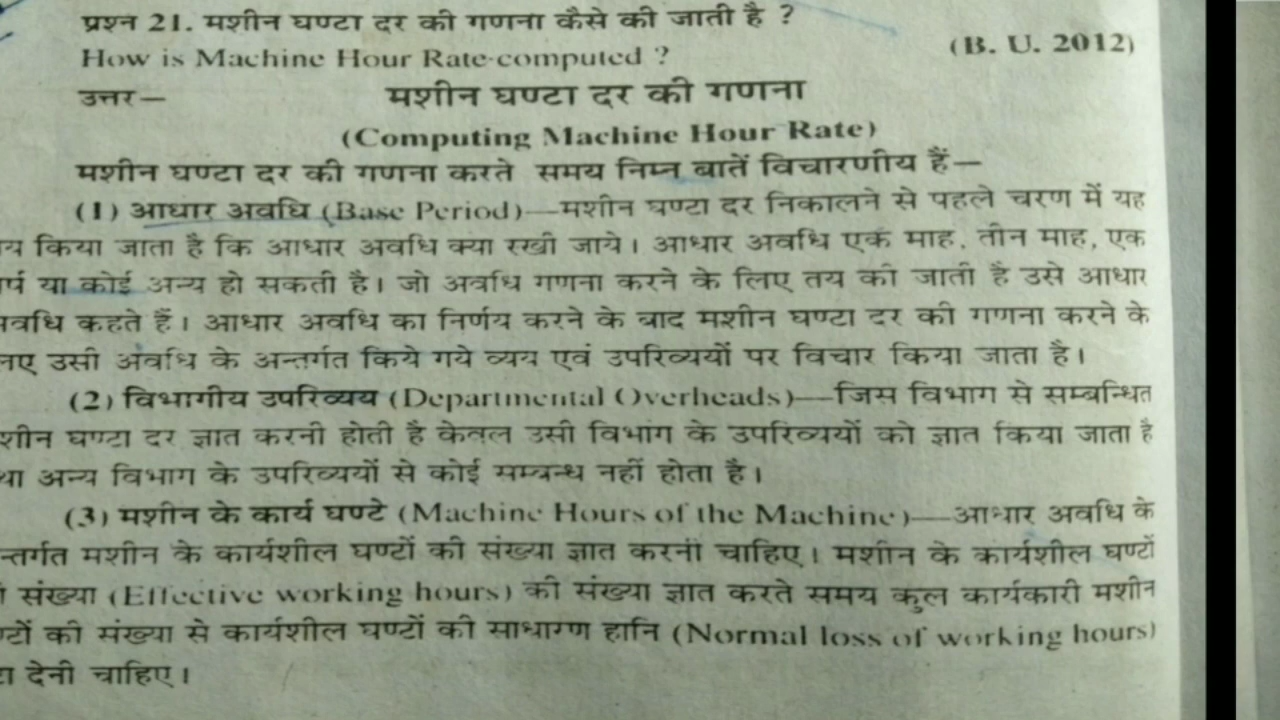 प्रश्न 21. मशीन घण्टा दर की गणना कैसे की जाती है ?
How is Machine Hour Rate computed ?
(B. U. 2012)
उत्तर— मशीन घण्टा दर की गणना
(Computing Machine Hour Rate)
मशीन घण्टा दर की गणना करते समय निम्न बातें विचारणीय हैं—
(1) आधार अवधि (Base Period)—मशीन घण्टा दर निकालने से पहले चरण में यह
य किया जाता है कि आधार अवधि क्या रखी जाये। आधार अवधि एक माह, तीन माह, एक
र्ष या कोई अन्य हो सकती है। जो अवधि गणना करने के लिए तय की जाती है उसे आधार
वधि कहते हैं। आधार अवधि का निर्णय करने के बाद मशीन घण्टा दर की गणना करने के
लए उसी अवधि के अन्तर्गत किये गये व्यय एवं उपरिव्ययों पर विचार किया जाता है।
(2) विभागीय उपरिव्यय (Departmental Overheads)—जिस विभाग से सम्बन्धित
शीन घण्टा दर ज्ञात करनी होती है केवल उसी विभाग के उपरिव्ययों को ज्ञात किया जाता है
था अन्य विभाग के उपरिव्ययों से कोई सम्बन्ध नहीं होता है।
(3) मशीन के कार्य घण्टे (Machine Hours of the Machine)—आधार अवधि के
न्तर्गत मशीन के कार्यशील घण्टों की संख्या ज्ञात करनी चाहिए। मशीन के कार्यशील घण्टों
ी संख्या (Effective working hours) की संख्या ज्ञात करते समय कुल कार्यकारी मशीन
ण्टों की संख्या से कार्यशील घण्टों की साधारण हानि (Normal loss of working hours)
टा देनी चाहिए।